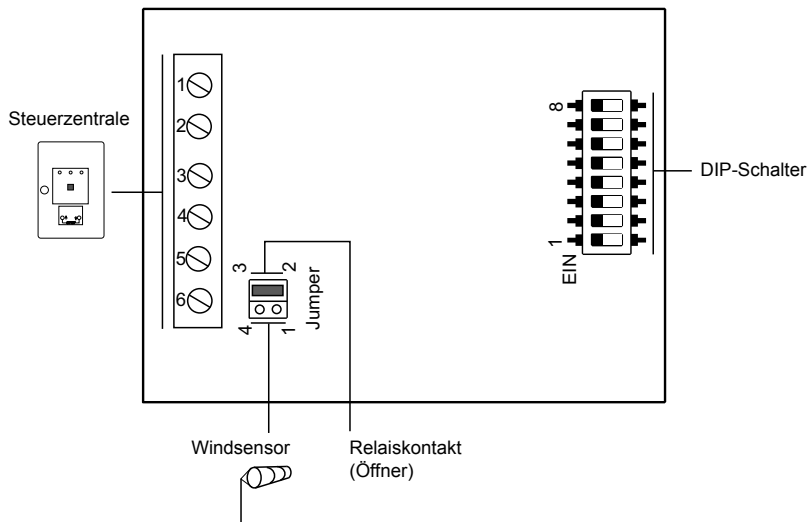 Steuerzentrale
1
2
3
4
5
6
3
2
4
1
Jumper
8
1
EIN
DIP-Schalter
Windsensor
Relaiskontakt
(Öffner)